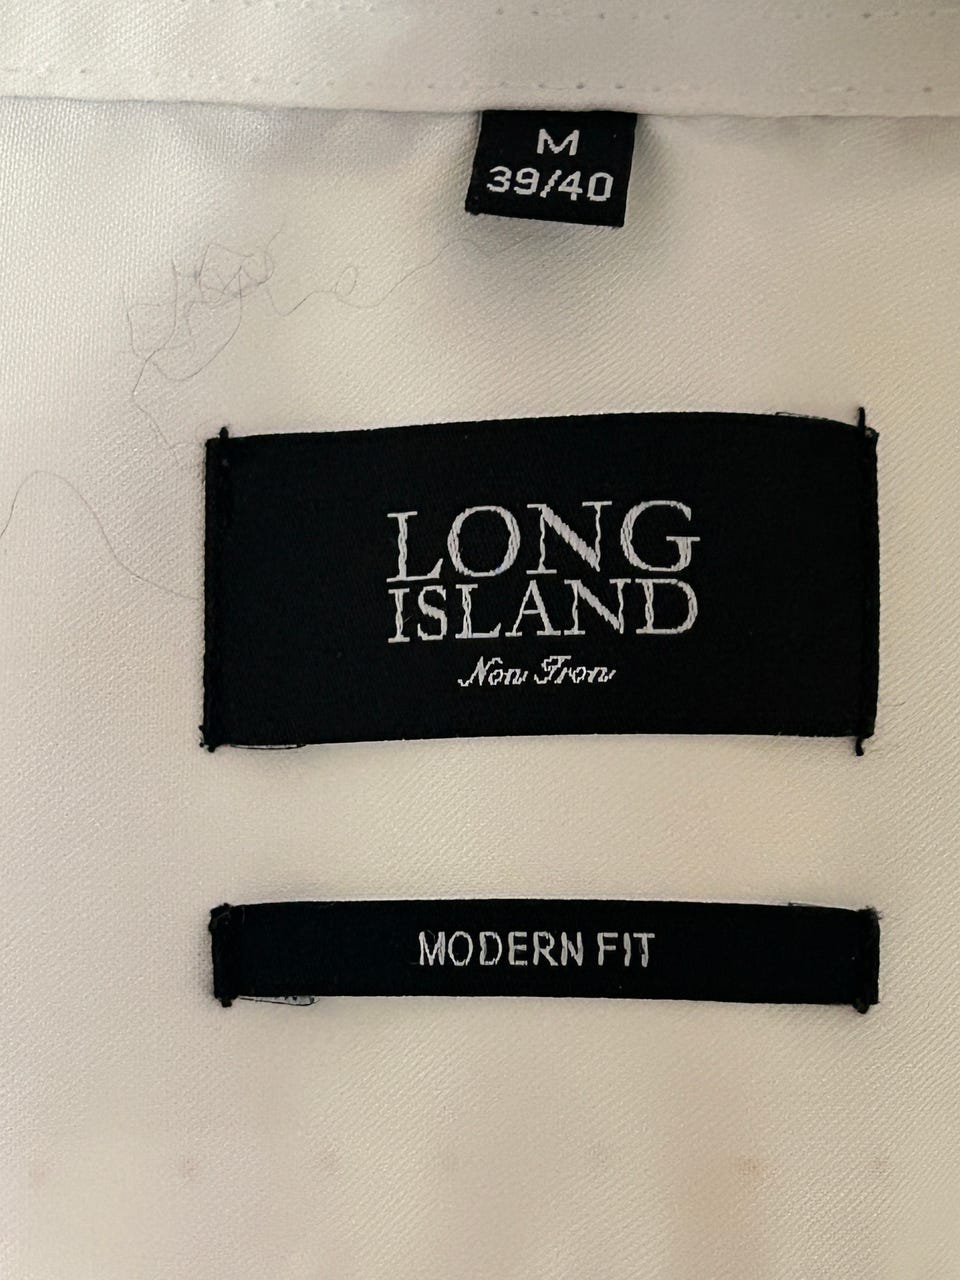 M
39/40
LONG
ISLAND
Non Iron
MODERN FIT